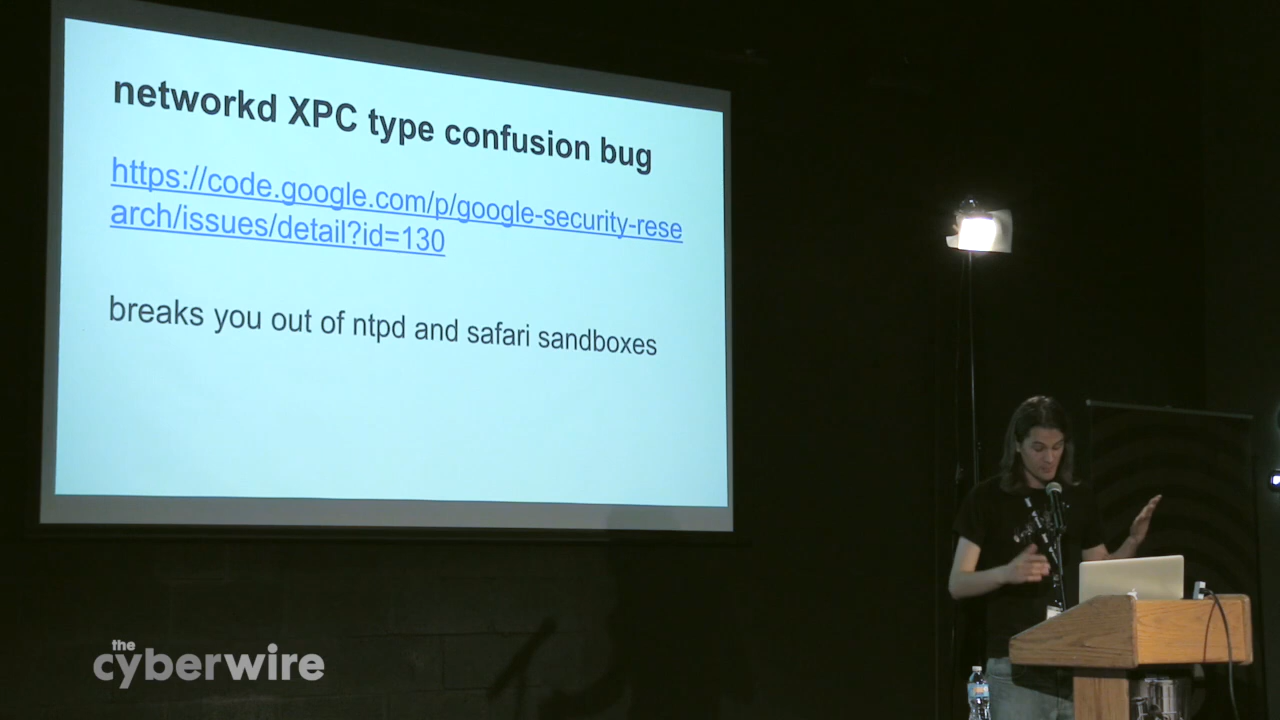 networkd XPC type confusion bug
https://code.google.com/p/google-security-rese
arch/issues/detail?id=130
breaks you out of ntpd and safari sandboxes
the
cyberwire